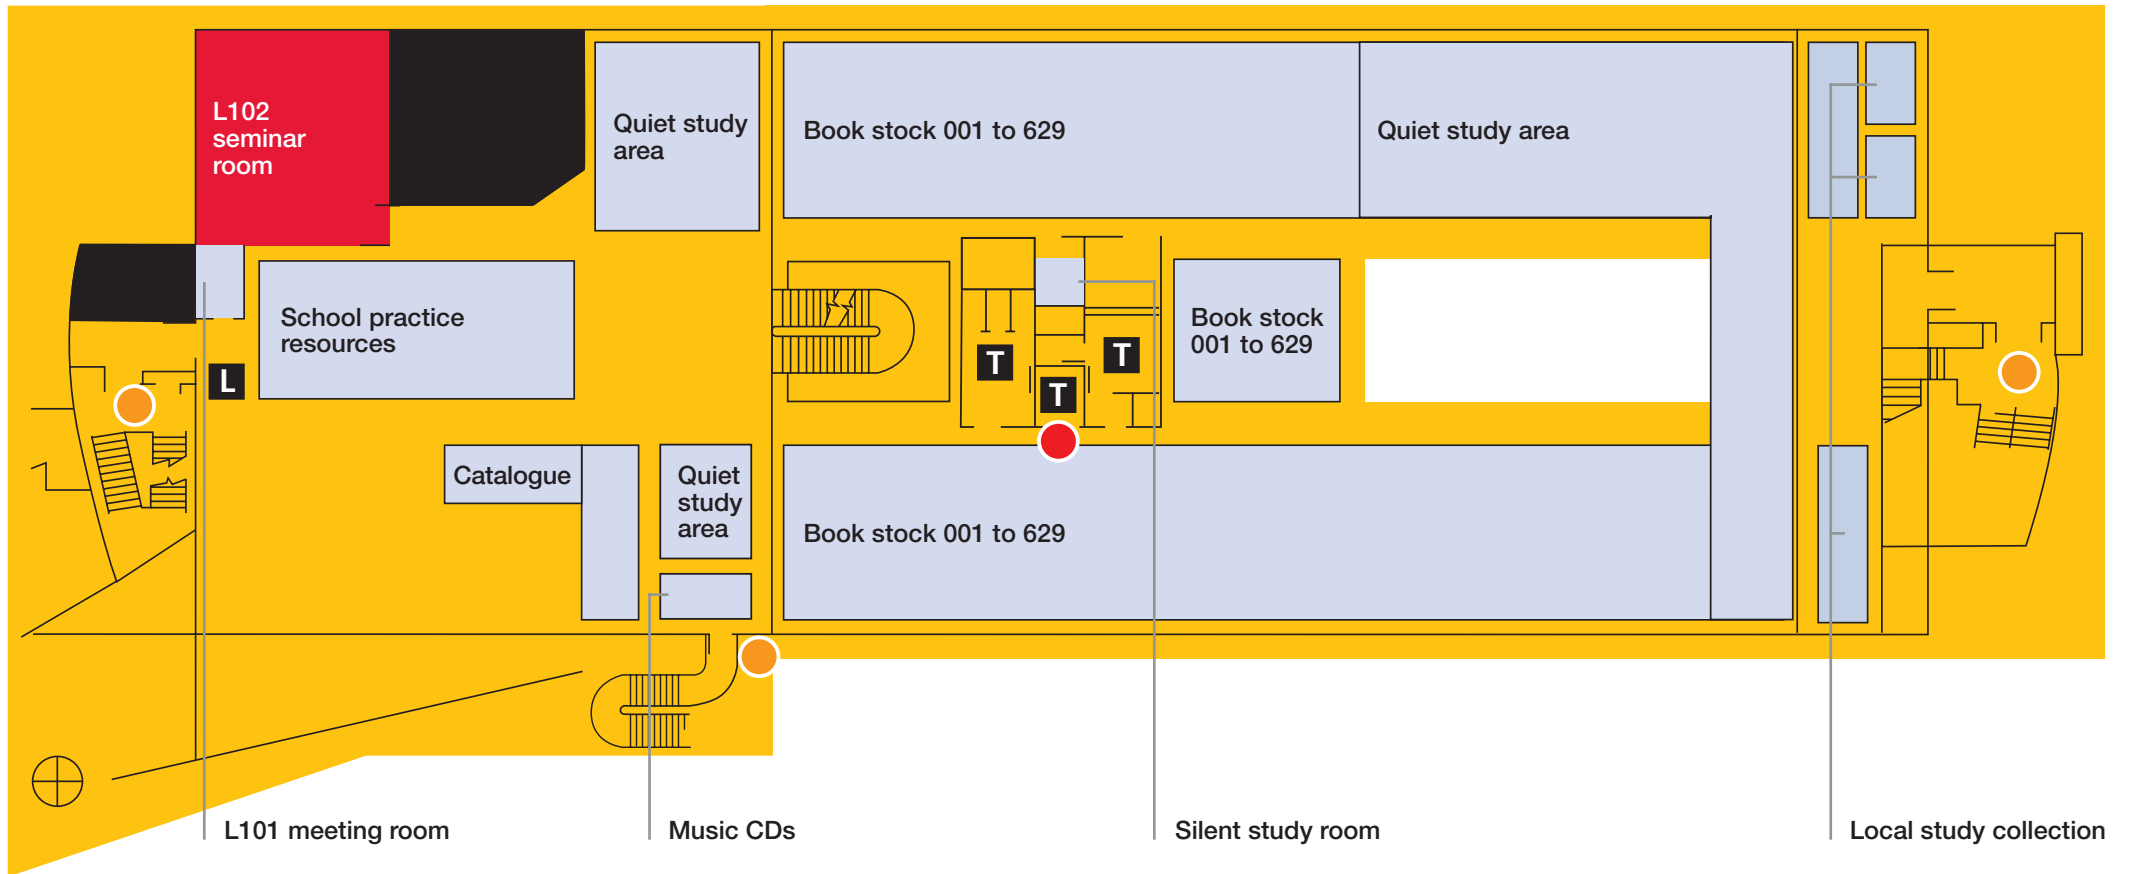 L102
seminar
room
Quiet study
area
Book stock 001 to 629
Quiet study area
School practice
resources
L
T
T
T
Book stock
001 to 629
Catalogue
Quiet
study
area
Book stock 001 to 629
L101 meeting room
Music CDs
Silent study room
Local study collection